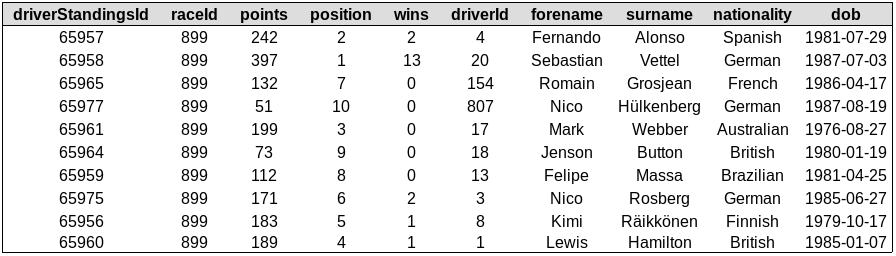 driverStandingsId raceId points position wins driverId forename surname nationality dob
65957 899 242 2 2 4 Fernando Alonso Spanish 1981-07-29
65958 899 397 1 13 20 Sebastian Vettel German 1987-07-03
65965 899 132 7 0 154 Romain Grosjean French 1986-04-17
65977 899 51 10 0 807 Nico Hülkenberg German 1987-08-19
65961 899 199 3 0 17 Mark Webber Australian 1976-08-27
65964 899 73 9 0 18 Jenson Button British 1980-01-19
65959 899 112 8 0 13 Felipe Massa Brazilian 1981-04-25
65975 899 171 6 2 3 Nico Rosberg German 1985-06-27
65956 899 183 5 1 8 Kimi Räikkönen Finnish 1979-10-17
65960 899 189 4 1 1 Lewis Hamilton British 1985-01-07